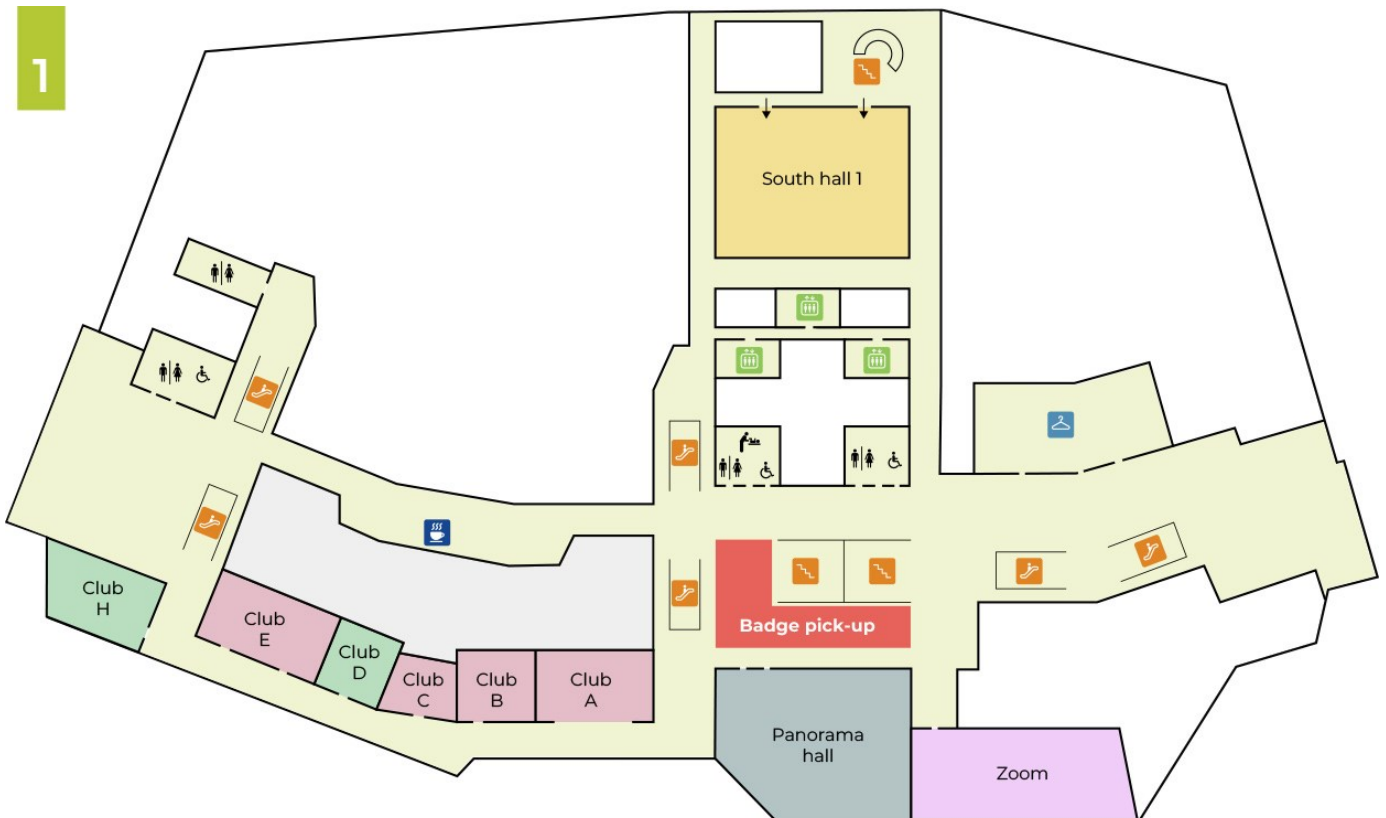 1
South hall 1
Club
H
Club
E
Club
D
Club
C
Club
B
Club
A
Badge pick-up
Panorama
hall
Zoom